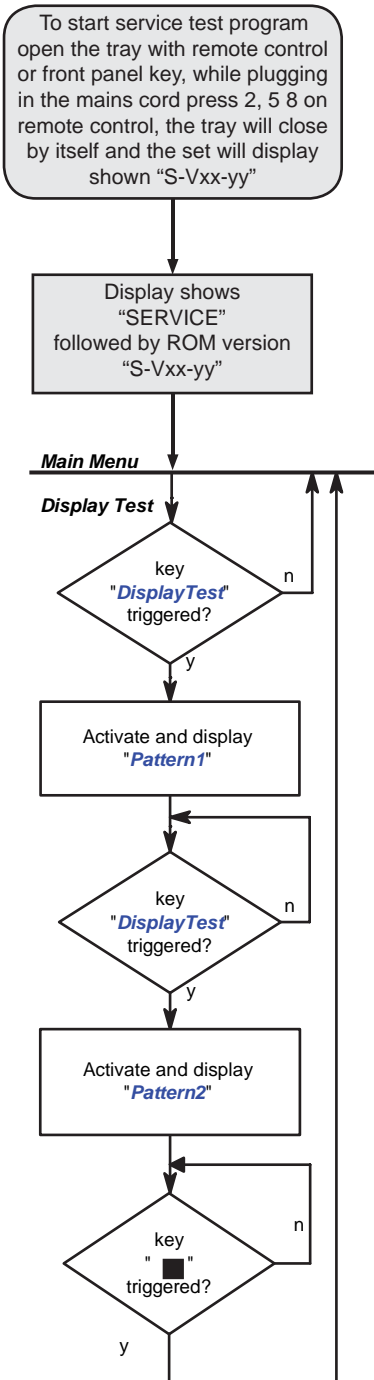 To start service test program
open the tray with remote control
or front panel key, while plugging
in the mains cord press 2, 5 8 on
remote control, the tray will close
by itself and the set will display
shown “S-Vxx-yy”
Display shows
“SERVICE”
followed by ROM version
“S-Vxx-yy”
Main Menu
Display Test
key
"DisplayTest"
triggered?
n
y
Activate and display
"Pattern1"
key
"DisplayTest"
triggered?
n
y
Activate and display
"Pattern2"
key
" ■ "
triggered?
n
y